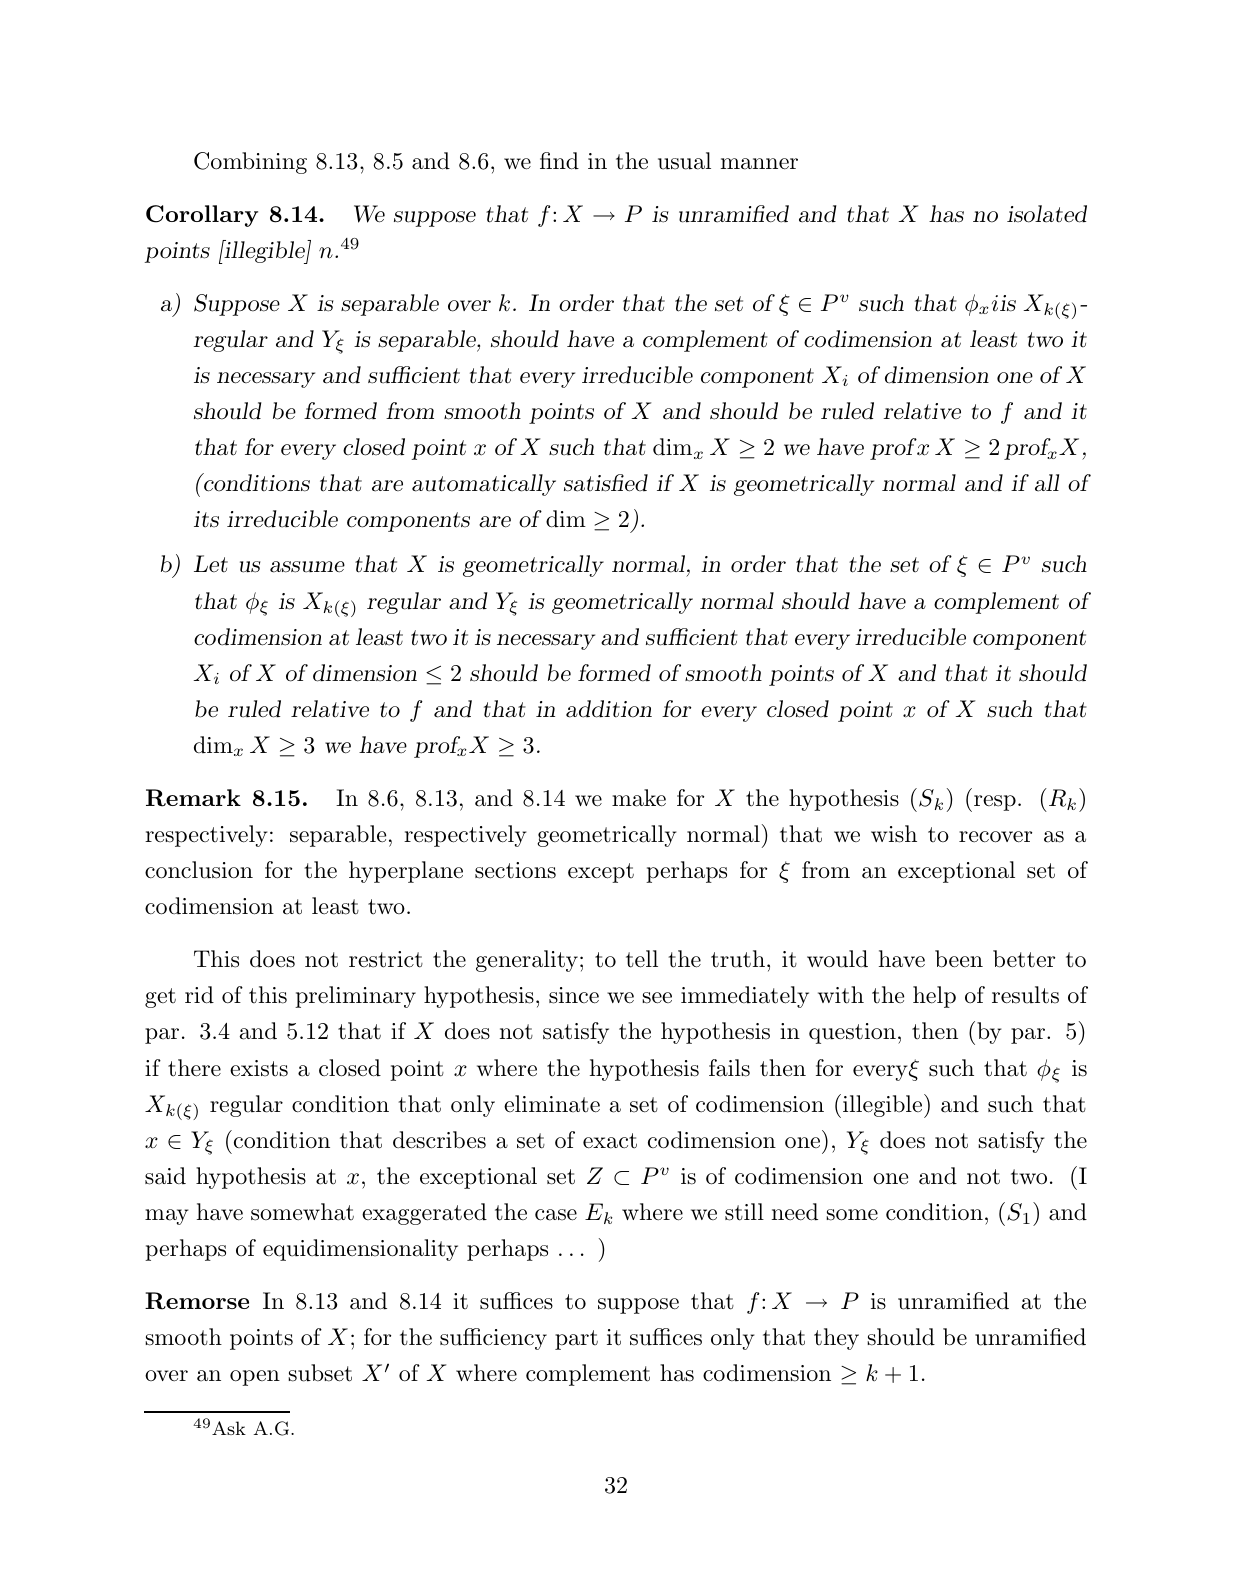 Combining 8.13, 8.5 and 8.6, we find in the usual manner
Corollary 8.14. We suppose that f: X → P is unramified and that X has no isolated
points [illegible] n.⁴⁹
a) Suppose X is separable over k. In order that the set of ξ ∈ Pᵛ such that ϕₓiis X_{k(ξ)}-
regular and Y_ξ is separable, should have a complement of codimension at least two it
is necessary and sufficient that every irreducible component X_i of dimension one of X
should be formed from smooth points of X and should be ruled relative to f and it
that for every closed point x of X such that dim_x X ≥ 2 we have prof x X ≥ 2 prof_x X,
(conditions that are automatically satisfied if X is geometrically normal and if all of
its irreducible components are of dim ≥ 2).
b) Let us assume that X is geometrically normal, in order that the set of ξ ∈ Pᵛ such
that ϕ_ξ is X_{k(ξ)} regular and Y_ξ is geometrically normal should have a complement of
codimension at least two it is necessary and sufficient that every irreducible component
X_i of X of dimension ≤ 2 should be formed of smooth points of X and that it should
be ruled relative to f and that in addition for every closed point x of X such that
dim_x X ≥ 3 we have prof_x X ≥ 3.
Remark 8.15. In 8.6, 8.13, and 8.14 we make for X the hypothesis (S_k) (resp. (R_k)
respectively: separable, respectively geometrically normal) that we wish to recover as a
conclusion for the hyperplane sections except perhaps for ξ from an exceptional set of
codimension at least two.
This does not restrict the generality; to tell the truth, it would have been better to
get rid of this preliminary hypothesis, since we see immediately with the help of results of
par. 3.4 and 5.12 that if X does not satisfy the hypothesis in question, then (by par. 5)
if there exists a closed point x where the hypothesis fails then for everyξ such that ϕ_ξ is
X_{k(ξ)} regular condition that only eliminate a set of codimension (illegible) and such that
x ∈ Y_ξ (condition that describes a set of exact codimension one), Y_ξ does not satisfy the
said hypothesis at x, the exceptional set Z ⊂ Pᵛ is of codimension one and not two. (I
may have somewhat exaggerated the case E_k where we still need some condition, (S₁) and
perhaps of equidimensionality perhaps . . . )
Remorse In 8.13 and 8.14 it suffices to suppose that f: X → P is unramified at the
smooth points of X; for the sufficiency part it suffices only that they should be unramified
over an open subset X′ of X where complement has codimension ≥ k + 1.
⁴⁹Ask A.G.
32